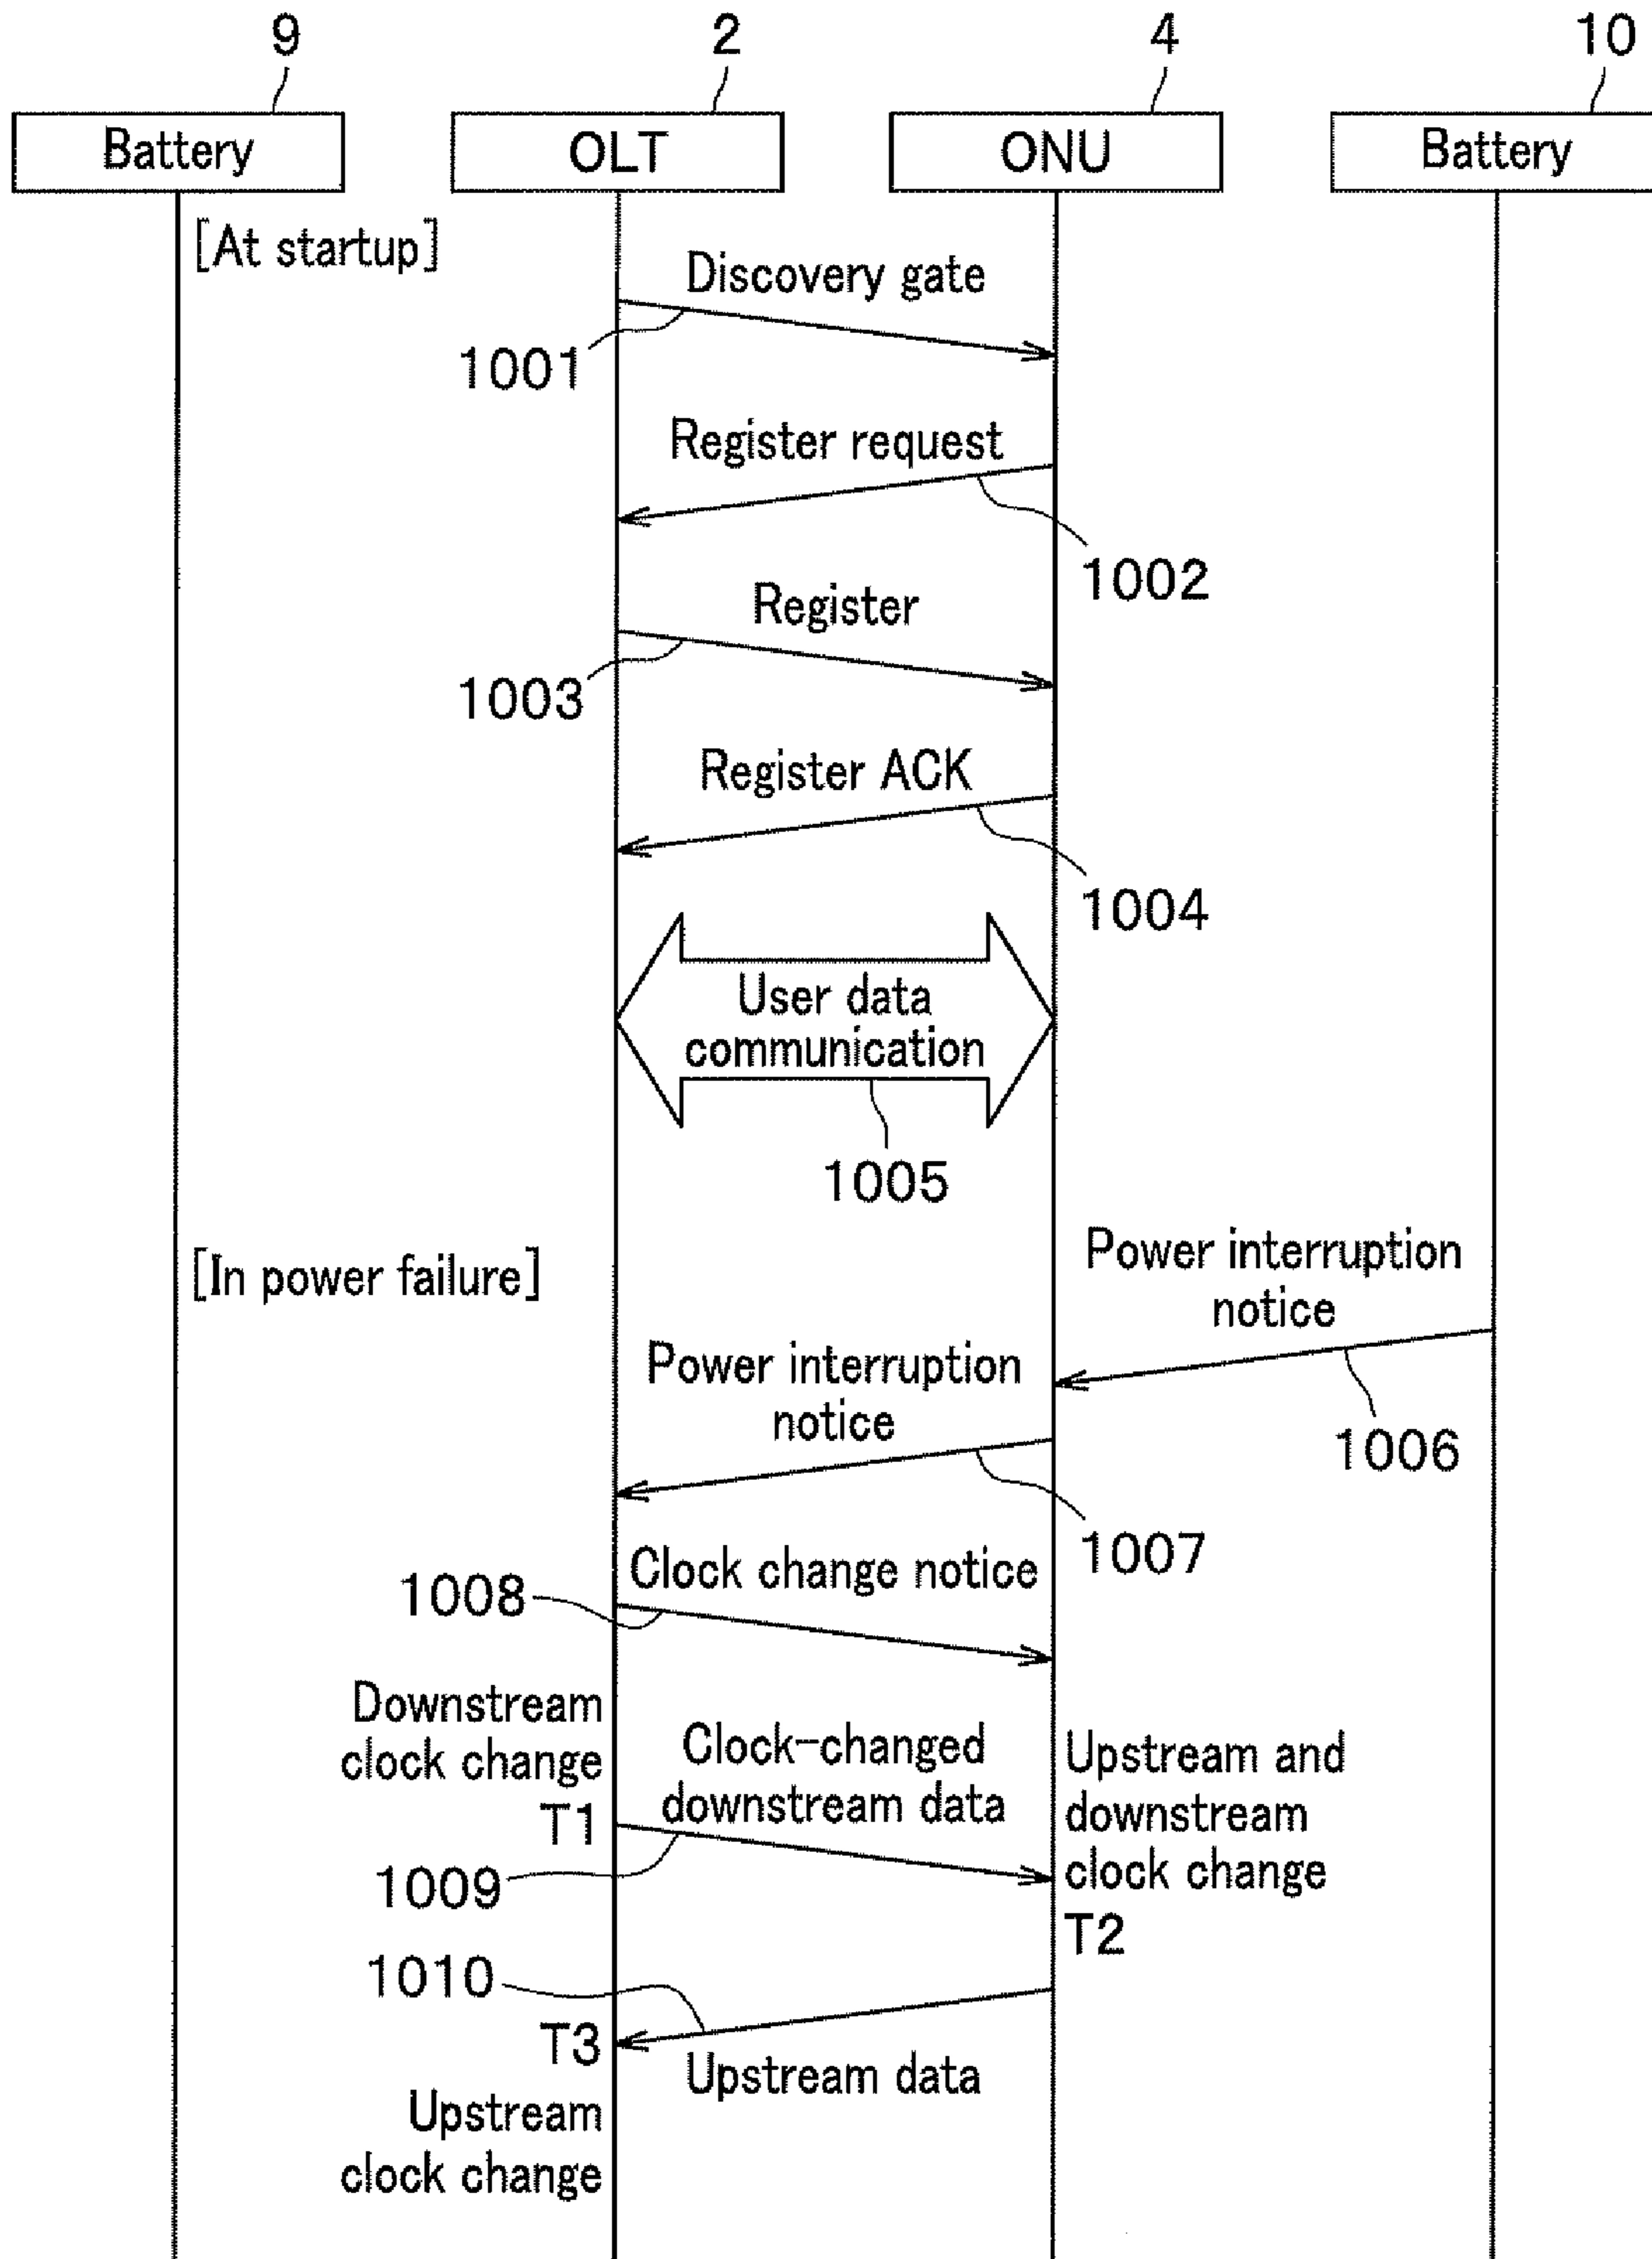 9
2
4
10
Battery
OLT
ONU
Battery
[At startup]
Discovery gate
1001
Register request
1002
Register
1003
Register ACK
1004
User data
communication
1005
[In power failure]
Power interruption
notice
1006
Power interruption
notice
1007
Clock change notice
1008
Downstream
clock change
T1
Clock-changed
downstream data
1009
Upstream and
downstream
clock change
T2
1010
T3
Upstream data
Upstream
clock change